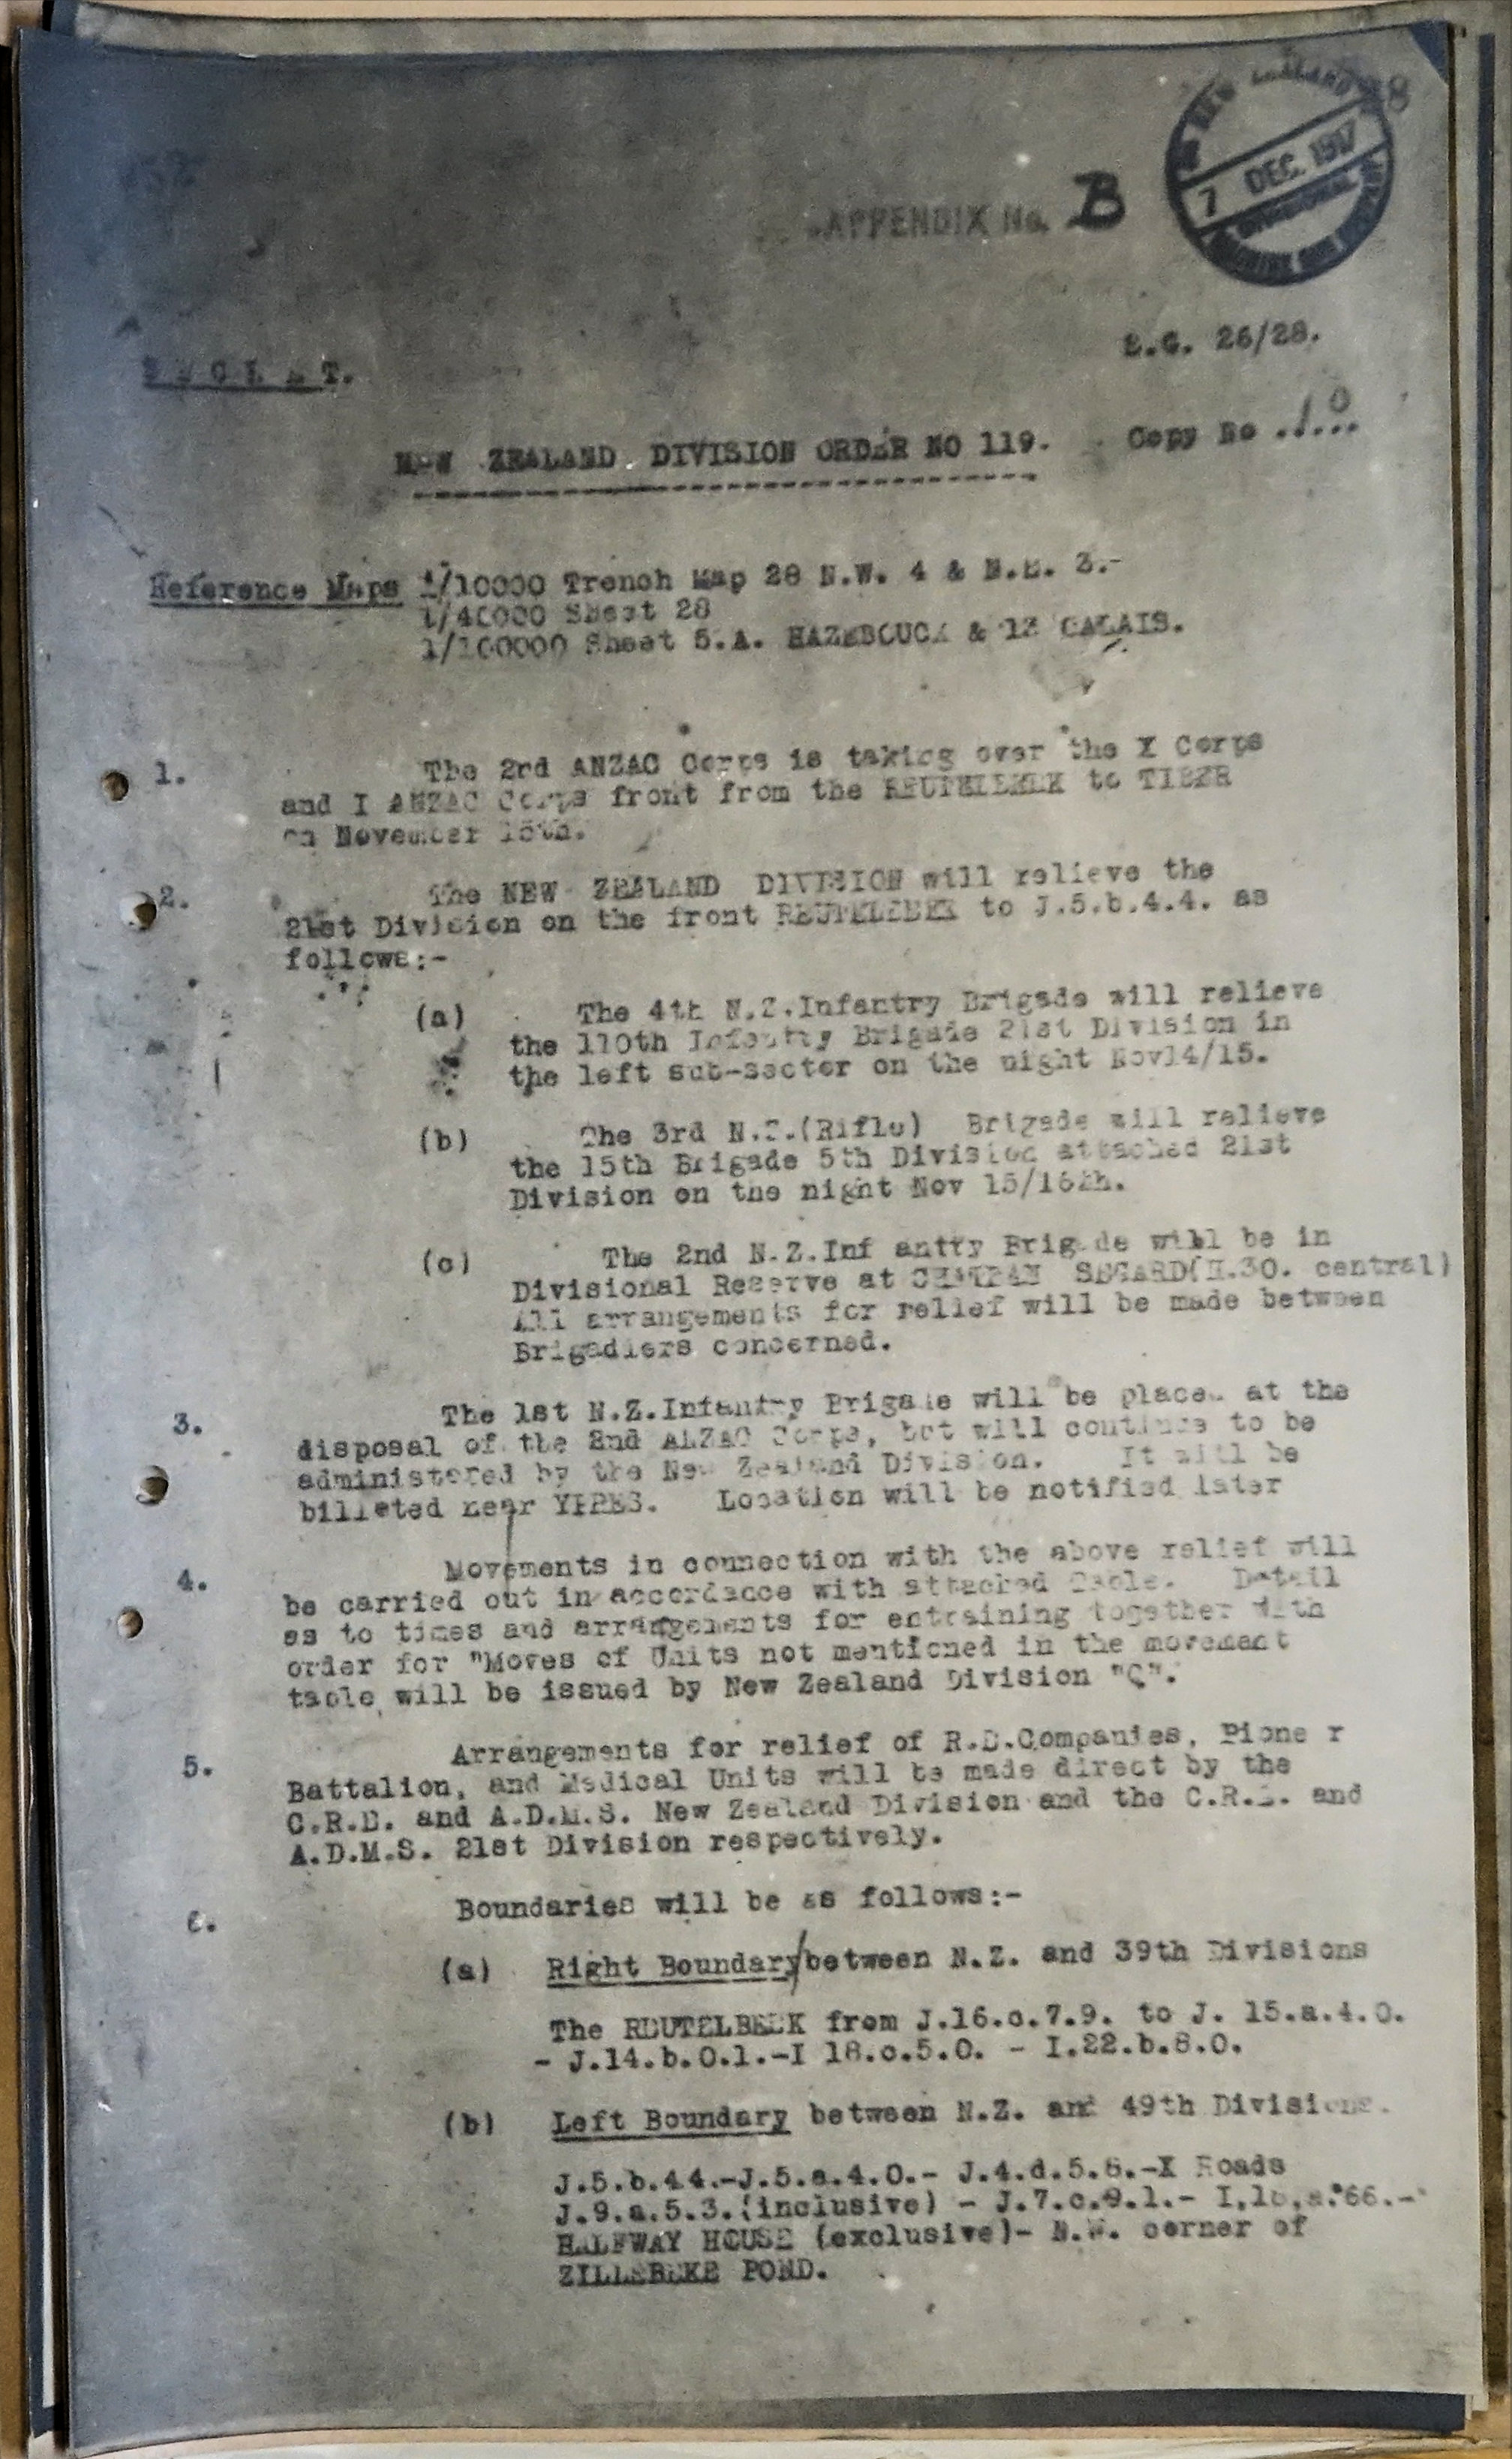 8
NEW ZEALAND
7 DEC. 1917
DIVISIONAL
MACHINE GUN
APPENDIX No. B
S.G. 26/28.
S E C R E T.
NEW ZEALAND DIVISION ORDER NO 119. Copy No .10...
Reference Maps 1/10000 Trench Map 28 N.W. 4 & N.E. 3.-
1/40000 Sheet 28
1/100000 Sheet 5.A. HAZEBOUCK & 13 CALAIS.
1. The 2nd ANZAC Corps is taking over the X Corps
and I ANZAC Corps front from the REUTELBEEK to TIBER
on November 15th.
2. The NEW ZEALAND DIVISION will relieve the
21st Division on the front REUTELBEEK to J.5.b.4.4. as
follows:-
(a) The 4th N.Z.Infantry Brigade will relieve
the 110th Infantry Brigade 21st Division in
the left sub-sector on the night Nov14/15.
(b) The 3rd N.Z.(Rifle) Brigade will relieve
the 15th Brigade 5th Division attached 21st
Division on the night Nov 15/16th.
(c) The 2nd N.Z.Inf antry Brigade will be in
Divisional Reserve at CHATEAU SEGARD(H.30. central)
All arrangements for relief will be made between
Brigadiers concerned.
3. The 1st N.Z.Infantry Brigade will be placed at the
disposal of the 2nd ANZAC Corps, but will continue to be
administered by the New Zealand Division. It will be
billeted near YPRES. Location will be notified later
4. Movements in connection with the above relief will
be carried out in accordance with attached Table. Detail
as to times and arrangements for entraining together with
order for "Moves of Units not mentioned in the movement
table will be issued by New Zealand Division "Q".
5. Arrangements for relief of R.E.Companies, Pione r
Battalion, and Medical Units will be made direct by the
C.R.E. and A.D.M.S. New Zealand Division and the C.R.E. and
A.D.M.S. 21st Division respectively.
6. Boundaries will be as follows:-
(a) Right Boundary/between N.Z. and 39th Divisions
The REUTELBEEK from J.16.c.7.9. to J. 15.a.4.0.
- J.14.b.0.1.-I 18.c.5.0. - I.22.b.8.0.
(b) Left Boundary between N.Z. and 49th Divisions.
J.5.b.44.-J.5.a.4.0.- J.4.d.5.8.-X Roads
J.9.a.5.3.(inclusive) - J.7.c.9.1.-
HALFWAY HOUSE (exclusive)- N.W. corner of
ZILLEBEKE POND.